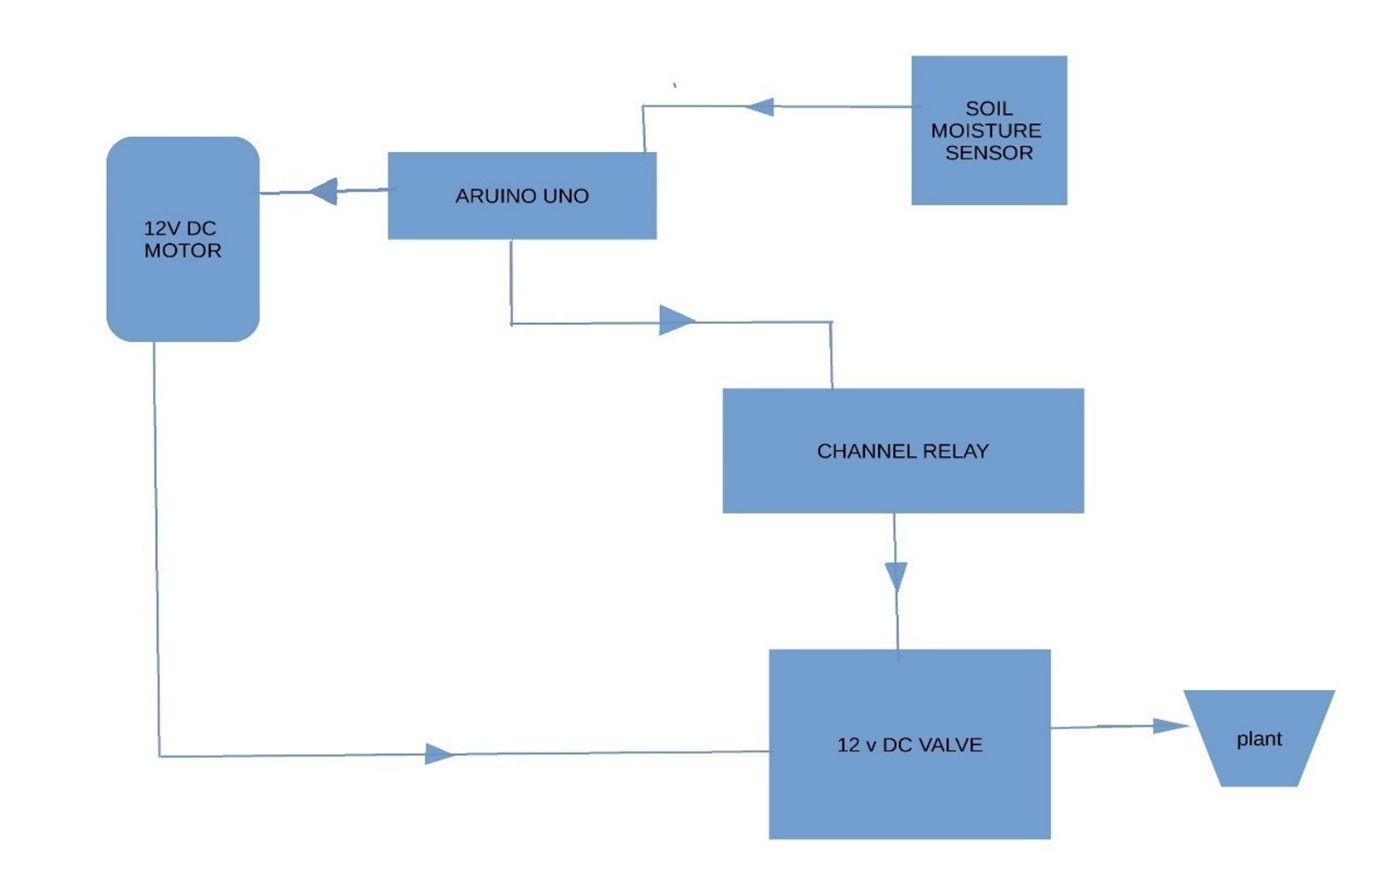 SOIL
MOISTURE
SENSOR
ARUINO UNO
12V DC
MOTOR
CHANNEL RELAY
12 v DC VALVE
plant